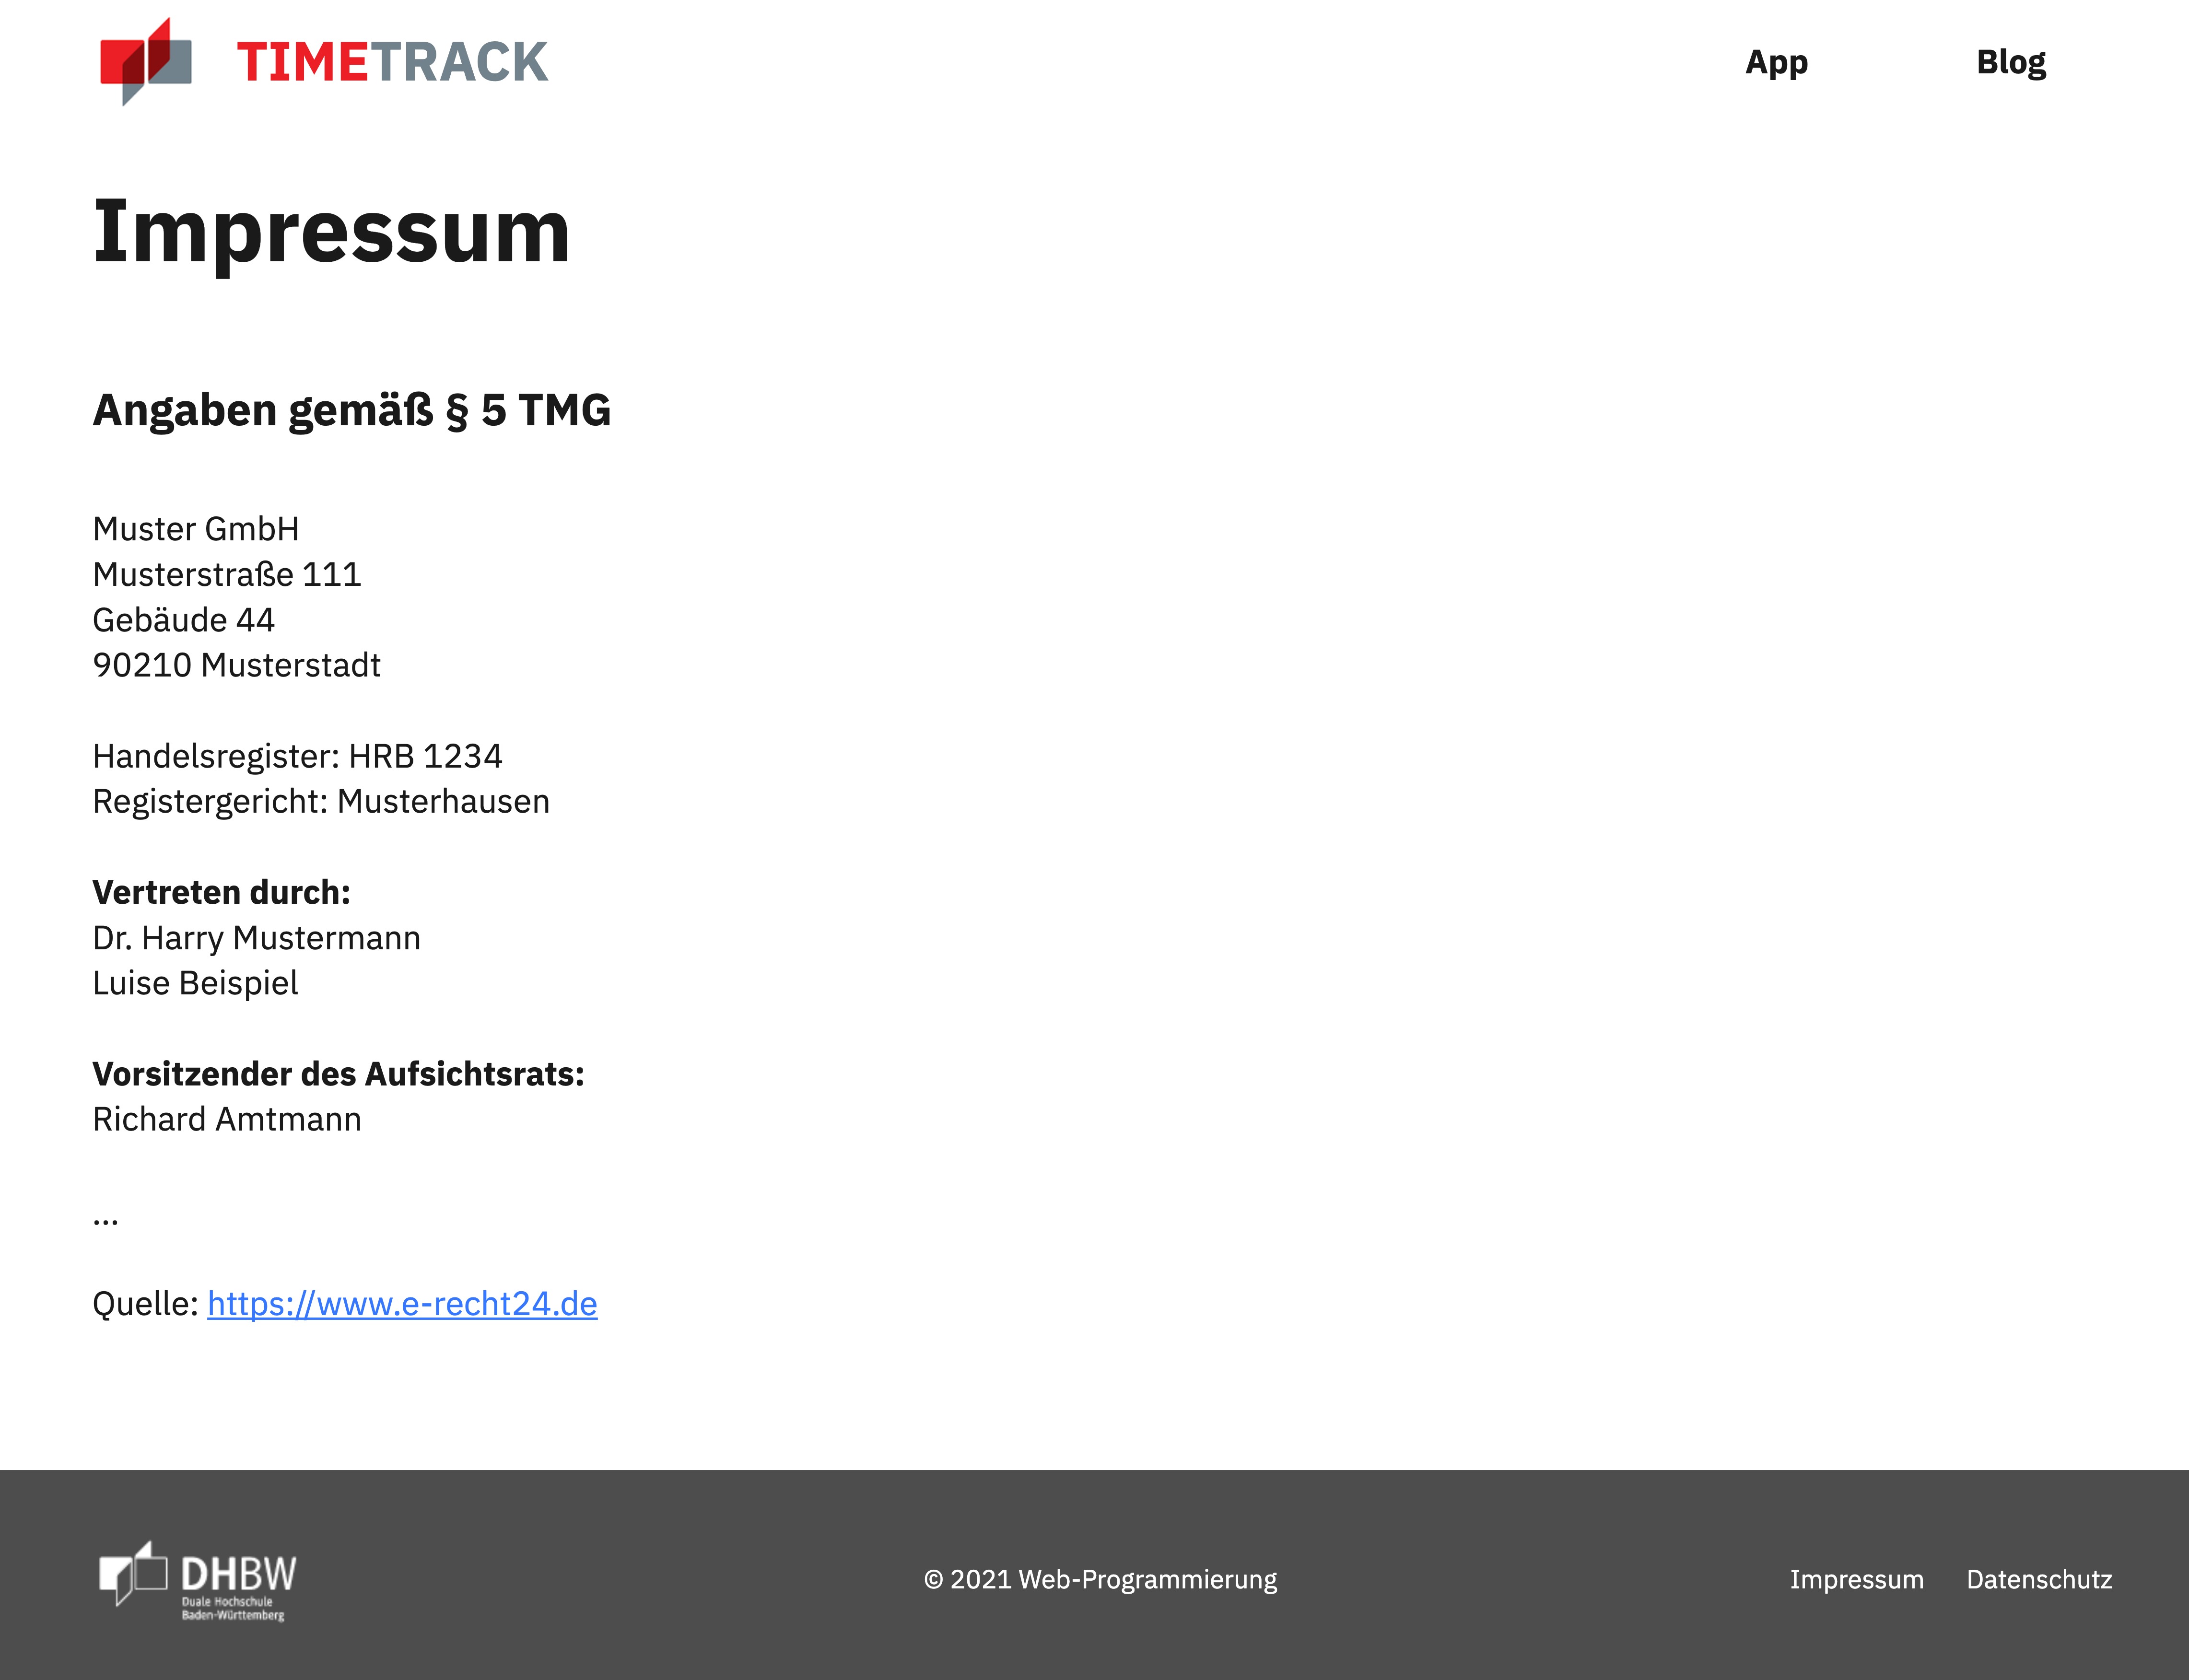 TIMETRACK
App
Blog
Impressum
Angaben gemäß § 5 TMG
Muster GmbH
Musterstraße 111
Gebäude 44
90210 Musterstadt
Handelsregister: HRB 1234
Registergericht: Musterhausen
Vertreten durch:
Dr. Harry Mustermann
Luise Beispiel
Vorsitzender des Aufsichtsrats:
Richard Amtmann
...
Quelle: https://www.e-recht24.de
DHBW
Duale Hochschule
Baden-Württemberg
© 2021 Web-Programmierung
Impressum
Datenschutz